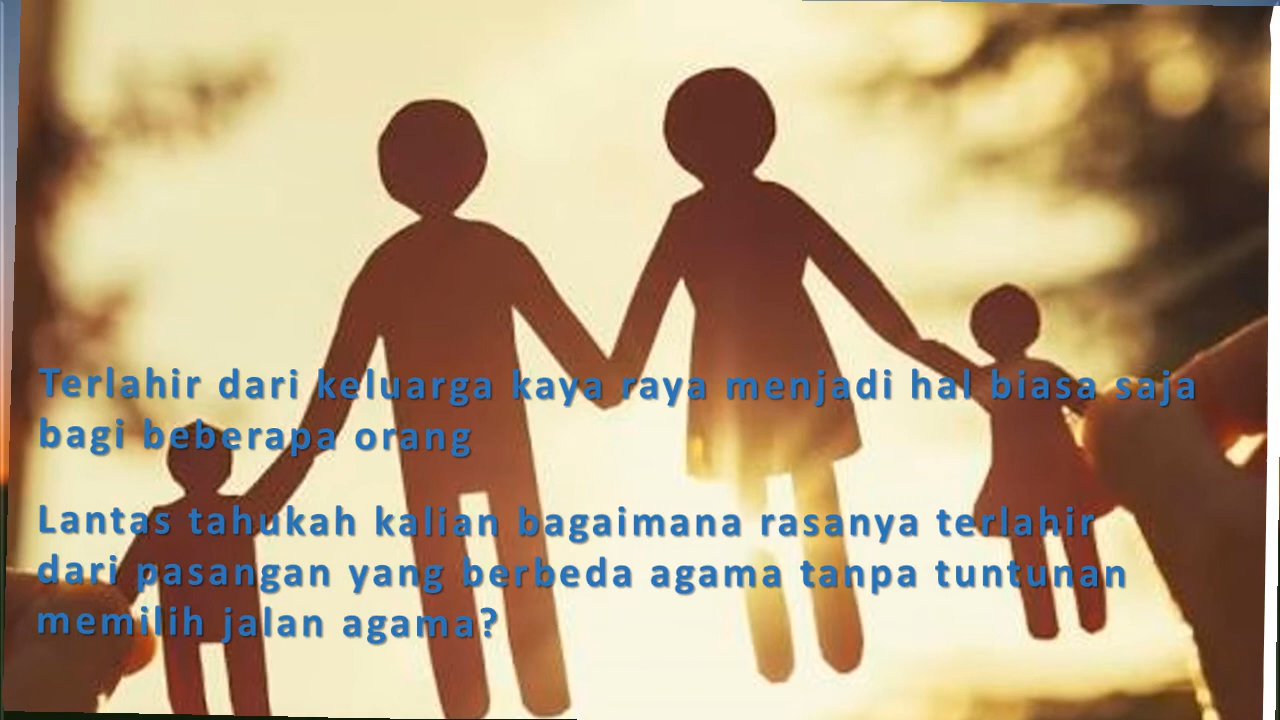 Terlahir dari keluarga kaya raya menjadi hal biasa saja
bagi beberapa orang
Lantas tahukah kalian bagaimana rasanya terlahir
dari pasangan yang berbeda agama tanpa tuntunan
memilih jalan agama?